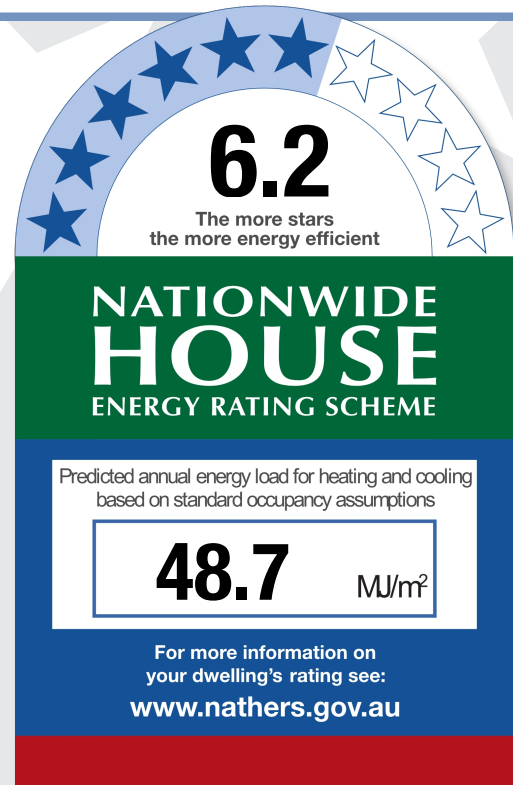 6.2
The more stars
the more energy efficient
NATIONWIDE
HOUSE
ENERGY RATING SCHEME
Predicted annual energy load for heating and cooling
based on standard occupancy assumptions
48.7 MJ/m²
For more information on
your dwelling's rating see:
www.nathers.gov.au